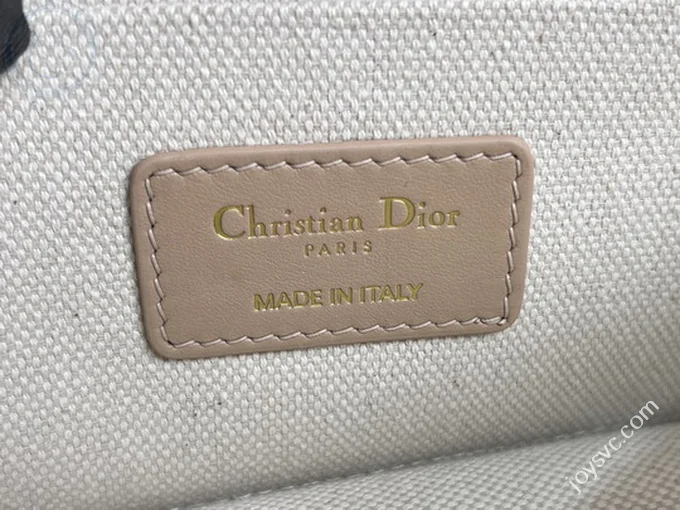 Christian Dior
PARIS
MADE IN ITALY
joysvc.com